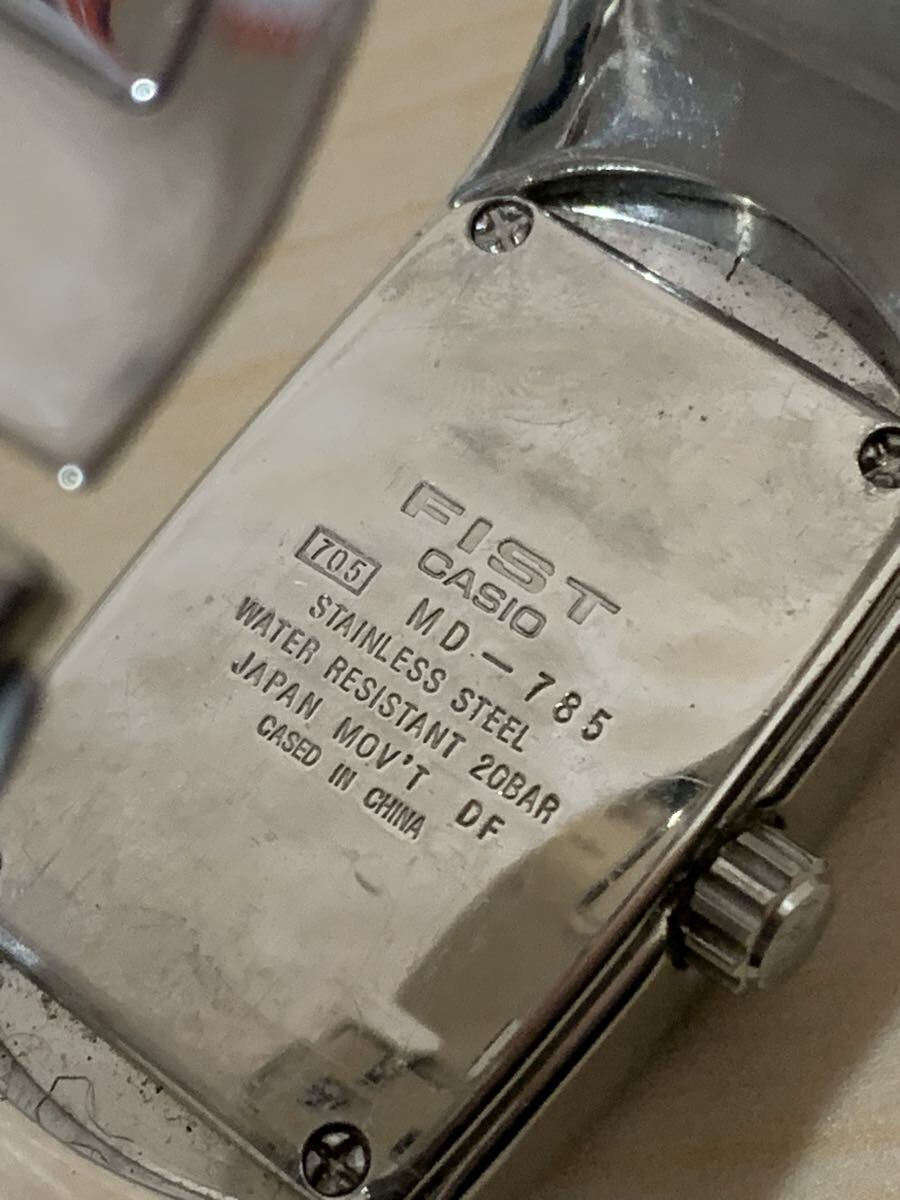 FIST
CASIO
705 MD-785
STAINLESS STEEL
WATER RESISTANT 20BAR
JAPAN MOV'T DF
CASED IN CHINA